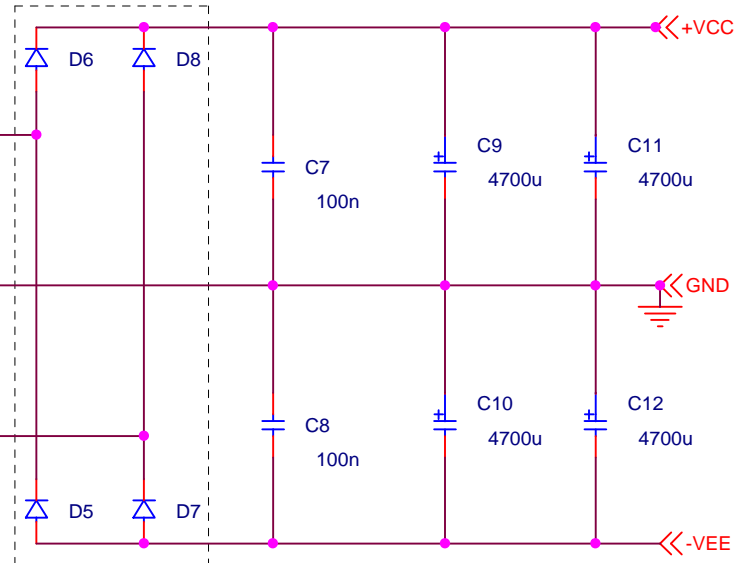 +VCC
D6
D8
C9
4700u
C11
4700u
C7
100n
GND
C10
4700u
C12
4700u
C8
100n
D5
D7
-VEE